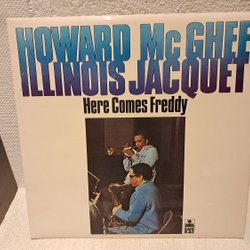 HOWARD McGHEE
ILLINOIS JACQUET
Here Comes Freddy